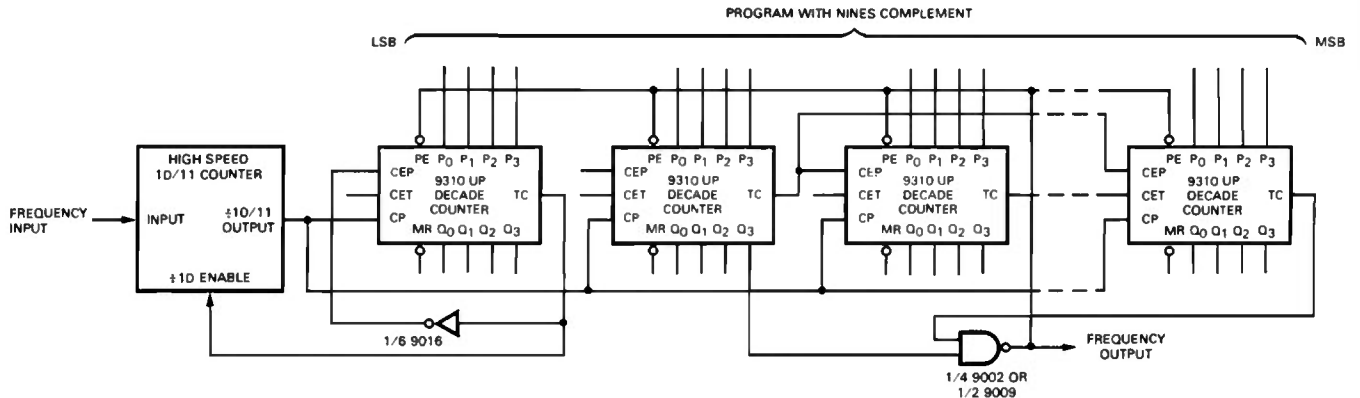 PROGRAM WITH NINES COMPLEMENT
LSB
MSB
HIGH SPEED
1D/11 COUNTER
FREQUENCY
INPUT
INPUT
÷1D/11
OUTPUT
÷1D ENABLE
PE P0 P1 P2 P3
CEP
9310 UP
CET
DECADE
TC
CP
COUNTER
MR Q0 Q1 Q2 Q3
PE P0 P1 P2 P3
CEP
9310 UP
CET
DECADE
TC
CP
COUNTER
MR Q0 Q1 Q2 Q3
PE P0 P1 P2 P3
CEP
9310 UP
CET
DECADE
TC
CP
COUNTER
MR Q0 Q1 Q2 Q3
PE P0 P1 P2 P3
CEP
9310 UP
CET
DECADE
TC
CP
COUNTER
MR Q0 Q1 Q2 Q3
1/6 9016
FREQUENCY
OUTPUT
1/4 9002 OR
1/2 9009